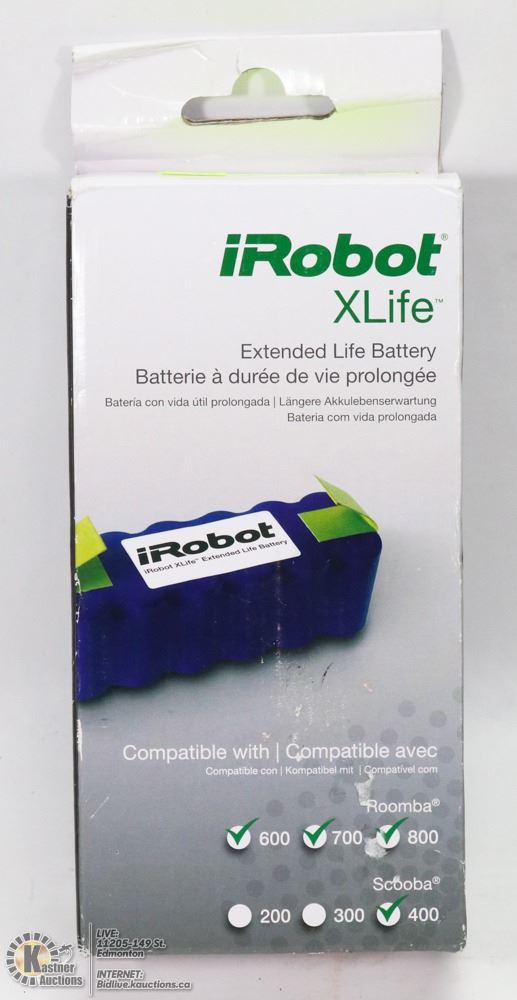 iRobot®
XLife™
Extended Life Battery
Batterie à durée de vie prolongée
Batería con vida útil prolongada | Längere Akkulebenserwartung
Bateria com vida prolongada
iRobot
iRobot XLife™ Extended Life Battery
Compatible with | Compatible avec
Compatible con | Kompatibel mit | Compatível com
Roomba®
600 700 800
Scooba®
200 300 400
Kastner
Auctions
LIVE:
11205-149 St.
Edmonton
INTERNET:
Bidlive.kauctions.ca